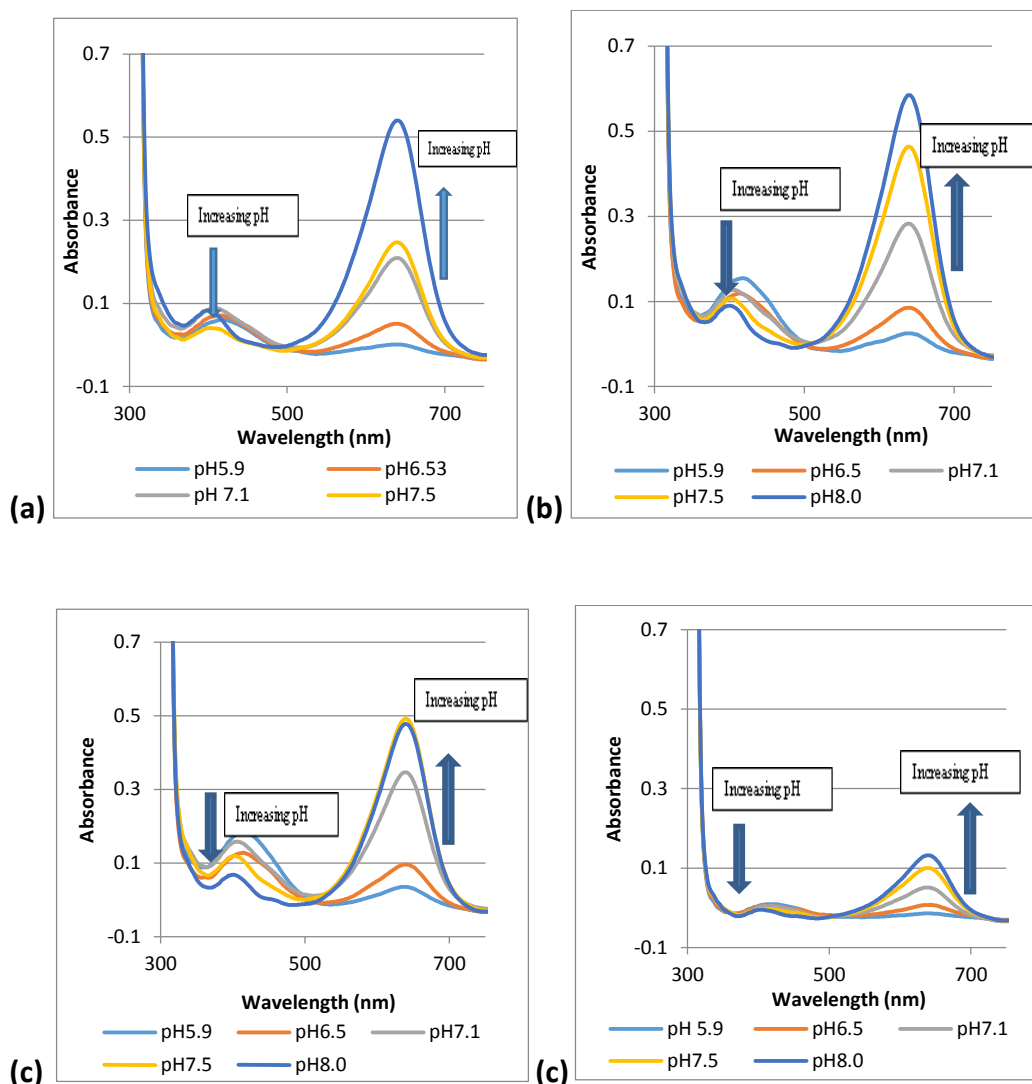 0.7
0.5
0.3
0.1
-0.1
Absorbance
Increasing pH
Increasing pH
300 500 700
Wavelength (nm)
pH5.9 pH6.53
pH 7.1 pH7.5
(a)
0.7
0.5
0.3
0.1
-0.1
Absorbance
Increasing pH
Increasing pH
300 500 700
Wavelength (nm)
pH5.9 pH6.5 pH7.1
pH7.5 pH8.0
(b)
0.7
0.5
0.3
0.1
-0.1
Absorbance
Increasing pH
Increasing pH
300 500 700
Wavelength (nm)
pH5.9 pH6.5 pH7.1
pH7.5 pH8.0
(c)
0.7
0.5
0.3
0.1
-0.1
Absorbance
Increasing pH
Increasing pH
300 500 700
Wavelength (nm)
pH 5.9 pH6.5 pH7.1
pH7.5 pH8.0
(c)